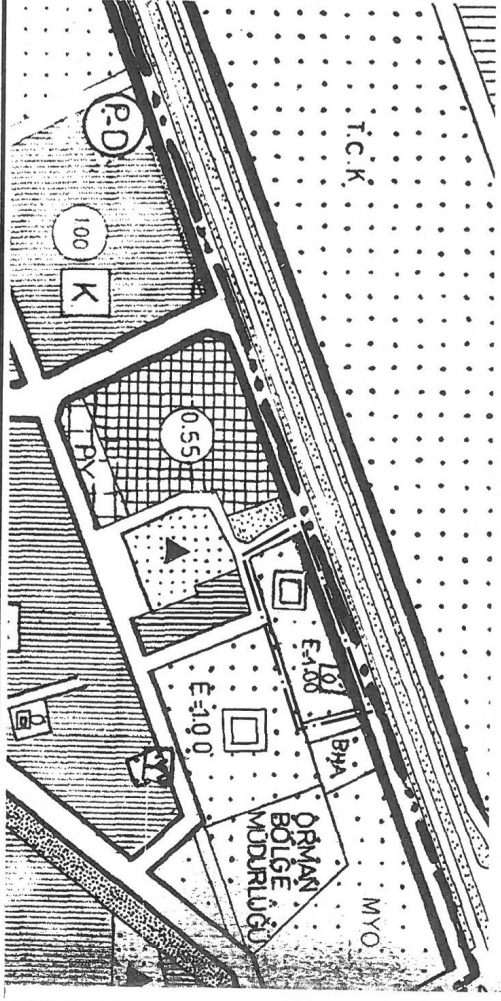 T.C.K.
P-D
100
K
0.55
PY
E=1.00
E=1.00
BHA
ORMAN
BÖLGE
MÜDÜRLÜĞÜ
MYO